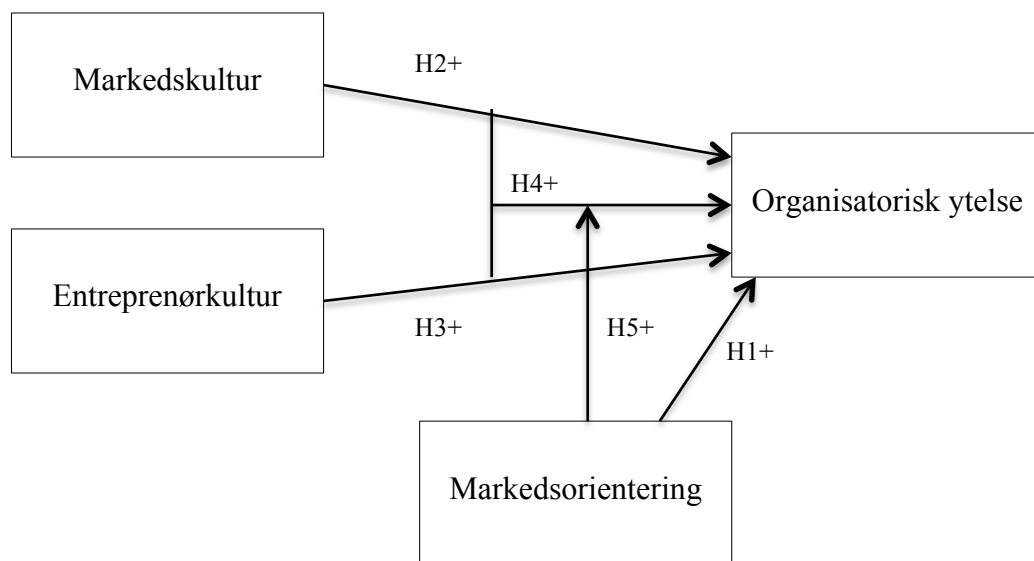 Markedskultur
H2+
H4+
Organisatorisk ytelse
Entreprenørkultur
H3+
H5+
H1+
Markedsorientering